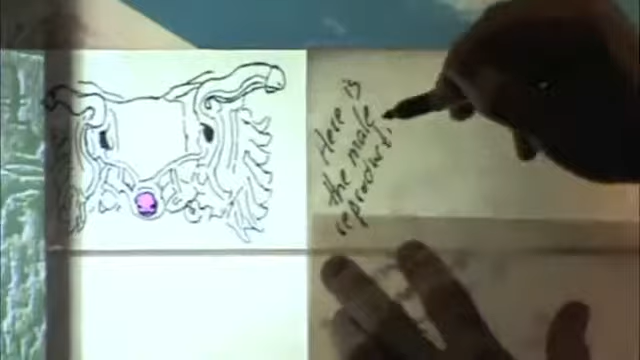 Here is
the male
reproduct.